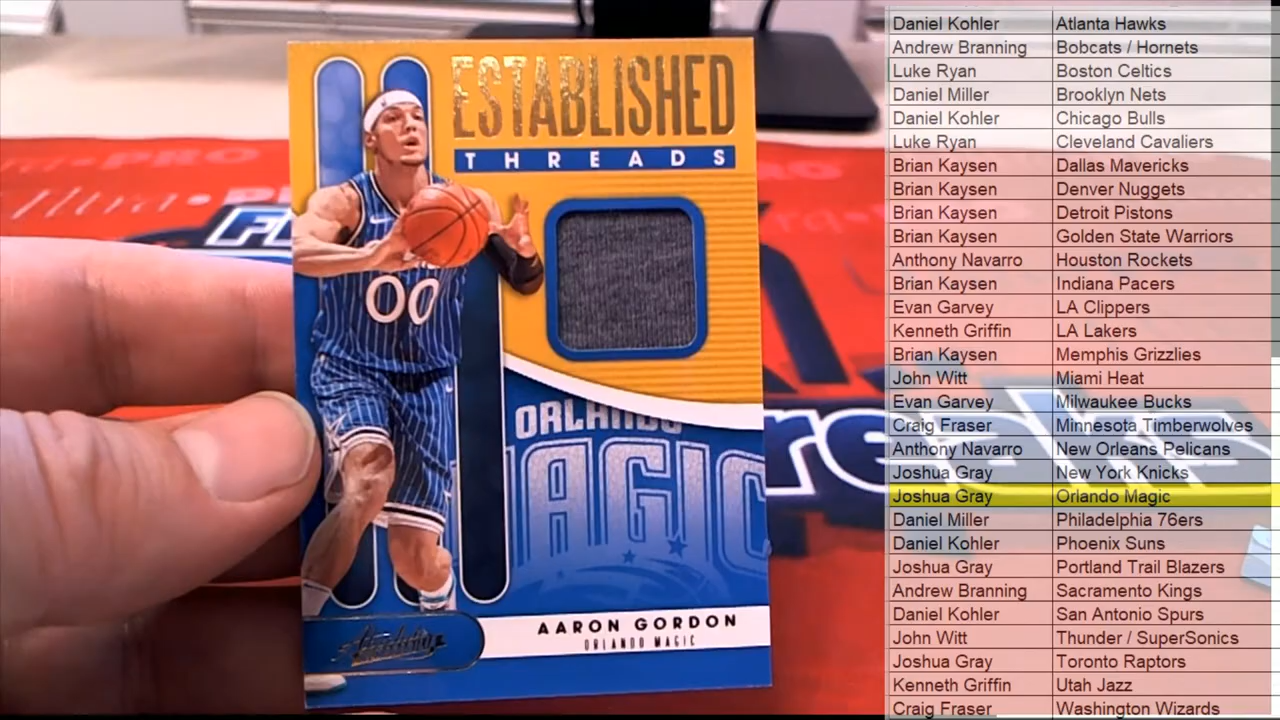 ESTABLISHED
THREADS
00
ORLANDO
MAGIC
AARON GORDON
ORLANDO MAGIC
Absolute
Daniel Kohler Atlanta Hawks
Andrew Branning Bobcats / Hornets
Luke Ryan Boston Celtics
Daniel Miller Brooklyn Nets
Daniel Kohler Chicago Bulls
Luke Ryan Cleveland Cavaliers
Brian Kaysen Dallas Mavericks
Brian Kaysen Denver Nuggets
Brian Kaysen Detroit Pistons
Brian Kaysen Golden State Warriors
Anthony Navarro Houston Rockets
Brian Kaysen Indiana Pacers
Evan Garvey LA Clippers
Kenneth Griffin LA Lakers
Brian Kaysen Memphis Grizzlies
John Witt Miami Heat
Evan Garvey Milwaukee Bucks
Craig Fraser Minnesota Timberwolves
Anthony Navarro New Orleans Pelicans
Joshua Gray New York Knicks
Joshua Gray Orlando Magic
Daniel Miller Philadelphia 76ers
Daniel Kohler Phoenix Suns
Joshua Gray Portland Trail Blazers
Andrew Branning Sacramento Kings
Daniel Kohler San Antonio Spurs
John Witt Thunder / SuperSonics
Joshua Gray Toronto Raptors
Kenneth Griffin Utah Jazz
Craig Fraser Washington Wizards